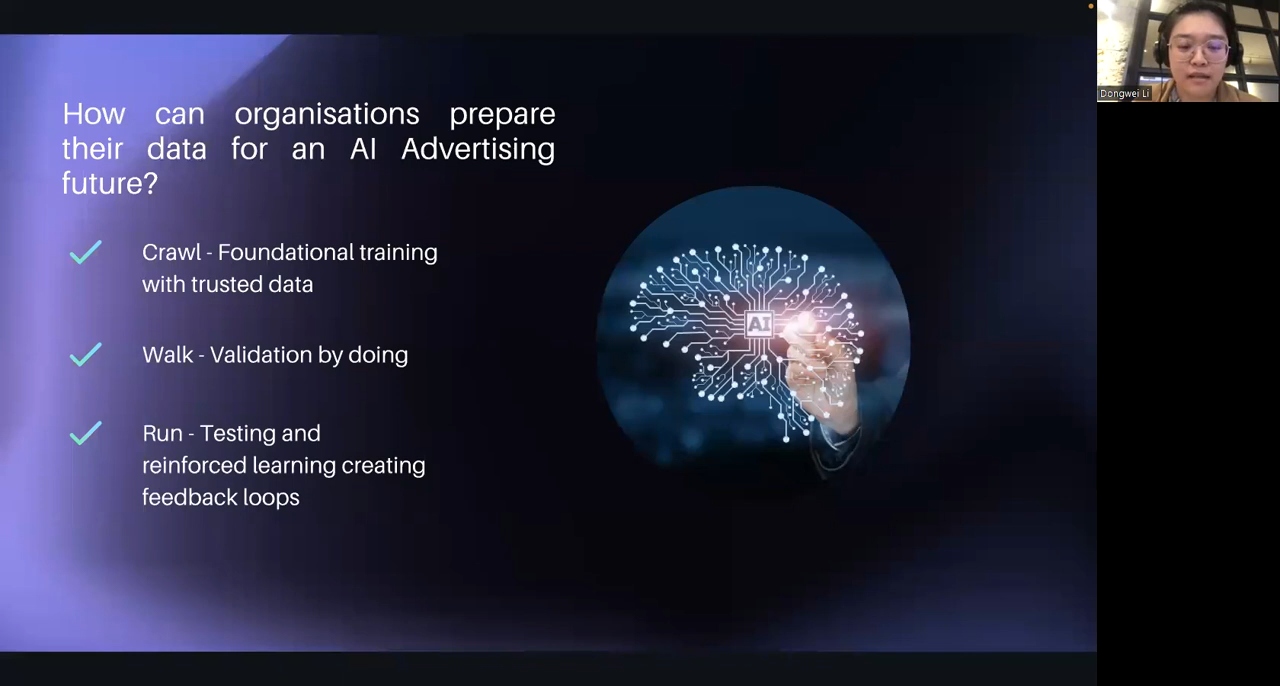 How can organisations prepare
their data for an AI Advertising
future?
Crawl - Foundational training
with trusted data
Walk - Validation by doing
Run - Testing and
reinforced learning creating
feedback loops
AI
Dongwei Li